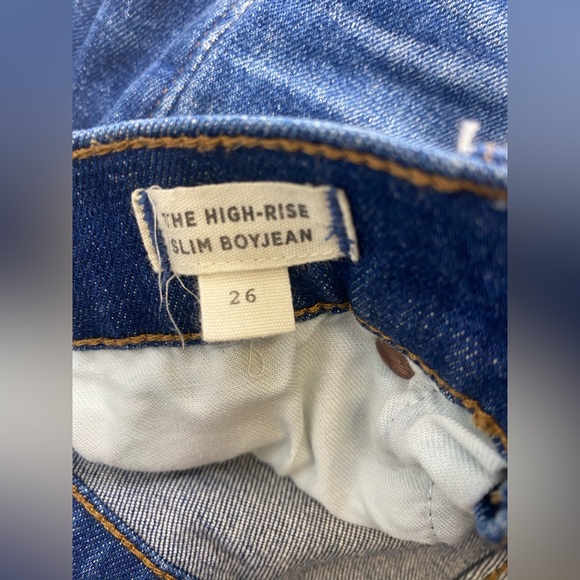 THE HIGH-RISE
SLIM BOYJEAN
26